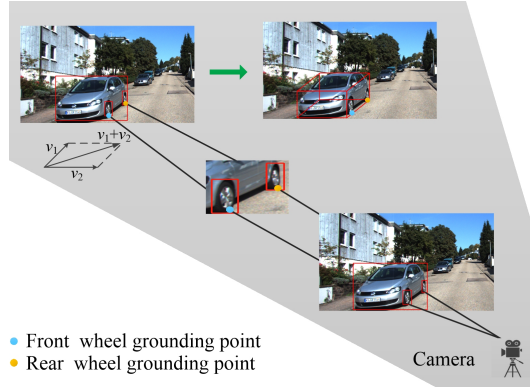 v1+v2
v1
v2
Front wheel grounding point
Rear wheel grounding point
Camera